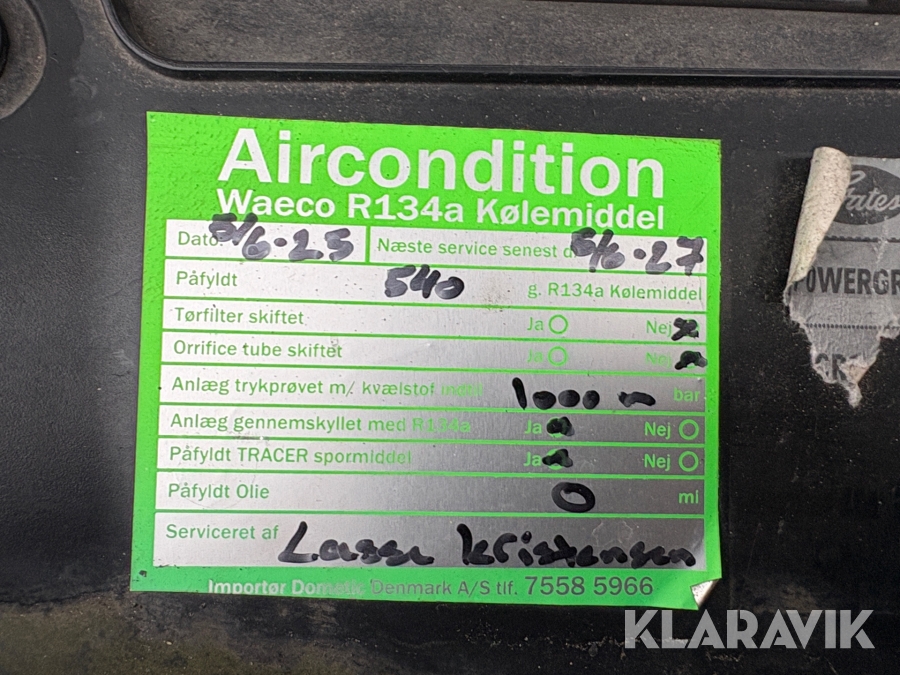 Aircondition
Waeco R134a Kølemiddel
Dato: 5/6-25 Næste service senest d. 5/6-27
Påfyldt 540 g. R134a Kølemiddel
Tørfilter skiftet Ja Nej x
Orrifice tube skiftet Ja Nej
Anlæg trykprøvet m/ kvælstof 1000 bar
Anlæg gennemskyllet med R134a Ja Nej
Påfyldt TRACER spormiddel Ja Nej
Påfyldt Olie 0 ml
Serviceret af Lasse Kristensen
Importør Dometic Denmark A/S tlf. 7558 5966
Gates
POWERGR
KLARAVIK